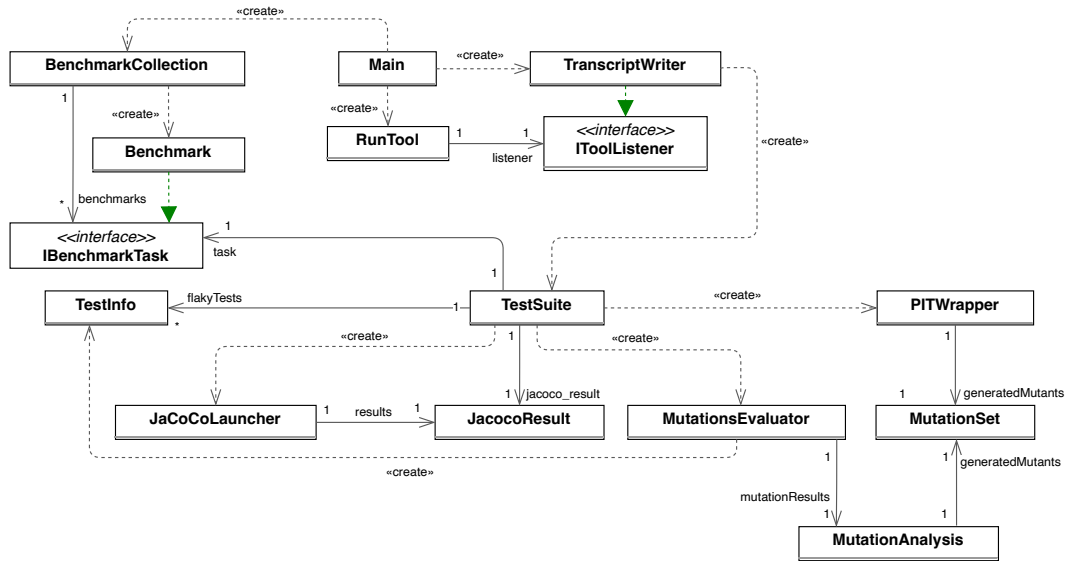 «create»
BenchmarkCollection
Main
«create»
TranscriptWriter
1
«create»
«create»
RunTool
1
1
listener
<<interface>>
IToolListener
«create»
Benchmark
* benchmarks
<<interface>>
IBenchmarkTask
1
task
1
TestInfo
flakyTests
*
1
TestSuite
«create»
PITWrapper
«create»
1
«create»
1
1 jacoco_result
1
generatedMutants
JaCoCoLauncher
1
results
1
JacocoResult
MutationsEvaluator
MutationSet
«create»
1
1
generatedMutants
mutationResults
1
1
MutationAnalysis